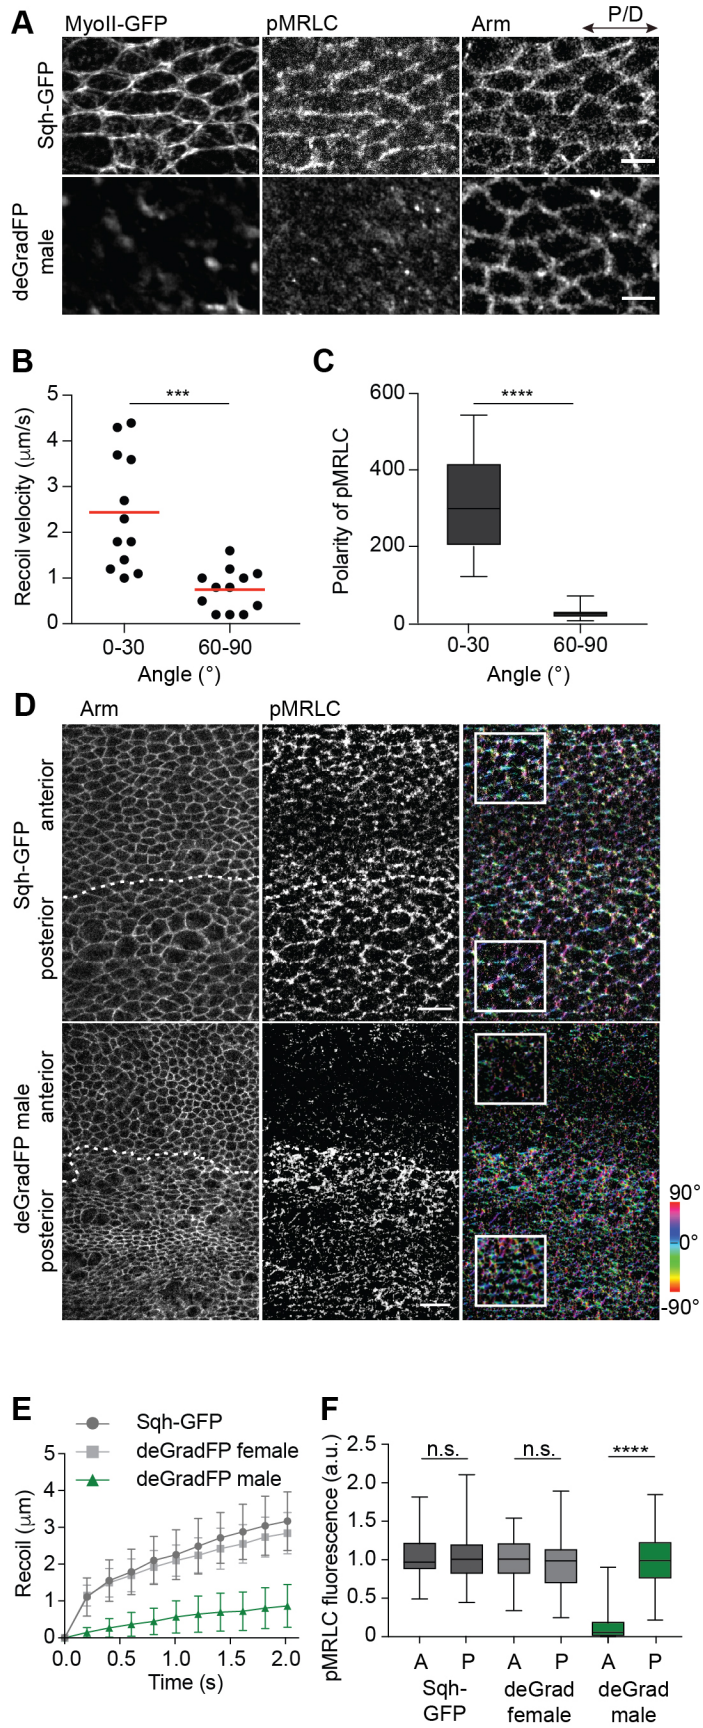 A
MyoII-GFP
pMRLC
Arm
P/D
Sqh-GFP
deGradFP
male
B
Recoil velocity (μm/s)
5
4
3
2
1
0
***
0-30
60-90
Angle (°)
C
Polarity of pMRLC
600
400
200
0
****
0-30
60-90
Angle (°)
D
Arm
pMRLC
Sqh-GFP
anterior
posterior
deGradFP male
anterior
posterior
90°
0°
-90°
E
Sqh-GFP
deGradFP female
deGradFP male
Recoil (μm)
5
4
3
2
1
0
0.0
0.5
1.0
1.5
2.0
Time (s)
F
pMRLC fluorescence (a.u.)
2.5
2.0
1.5
1.0
0.5
0
n.s.
n.s.
****
A P A P A P
Sqh-
GFP
deGrad
female
deGrad
male